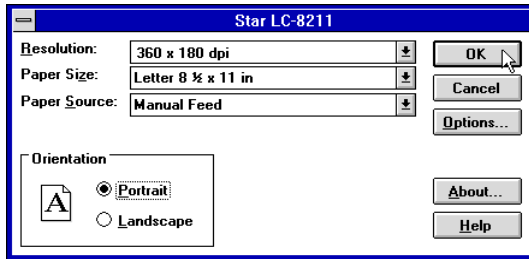 Star LC-8211
Resolution: 360 x 180 dpi OK
Paper Size: Letter 8 ½ x 11 in Cancel
Paper Source: Manual Feed Options...
Orientation
A Portrait About...
Landscape Help